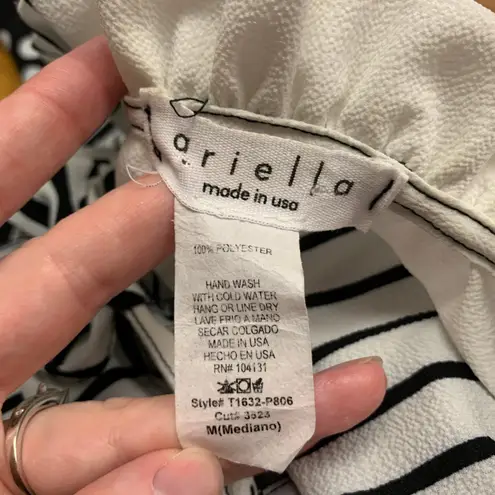 ariella
made in usa
100% POLYESTER
HAND WASH
WITH COLD WATER
HANG OR LINE DRY
LAVE FRIO A MANO
SECAR COLGADO
MADE IN USA
HECHO EN USA
RN# 104131
Style# T1632-P806
Cut# 3623
M(Mediano)